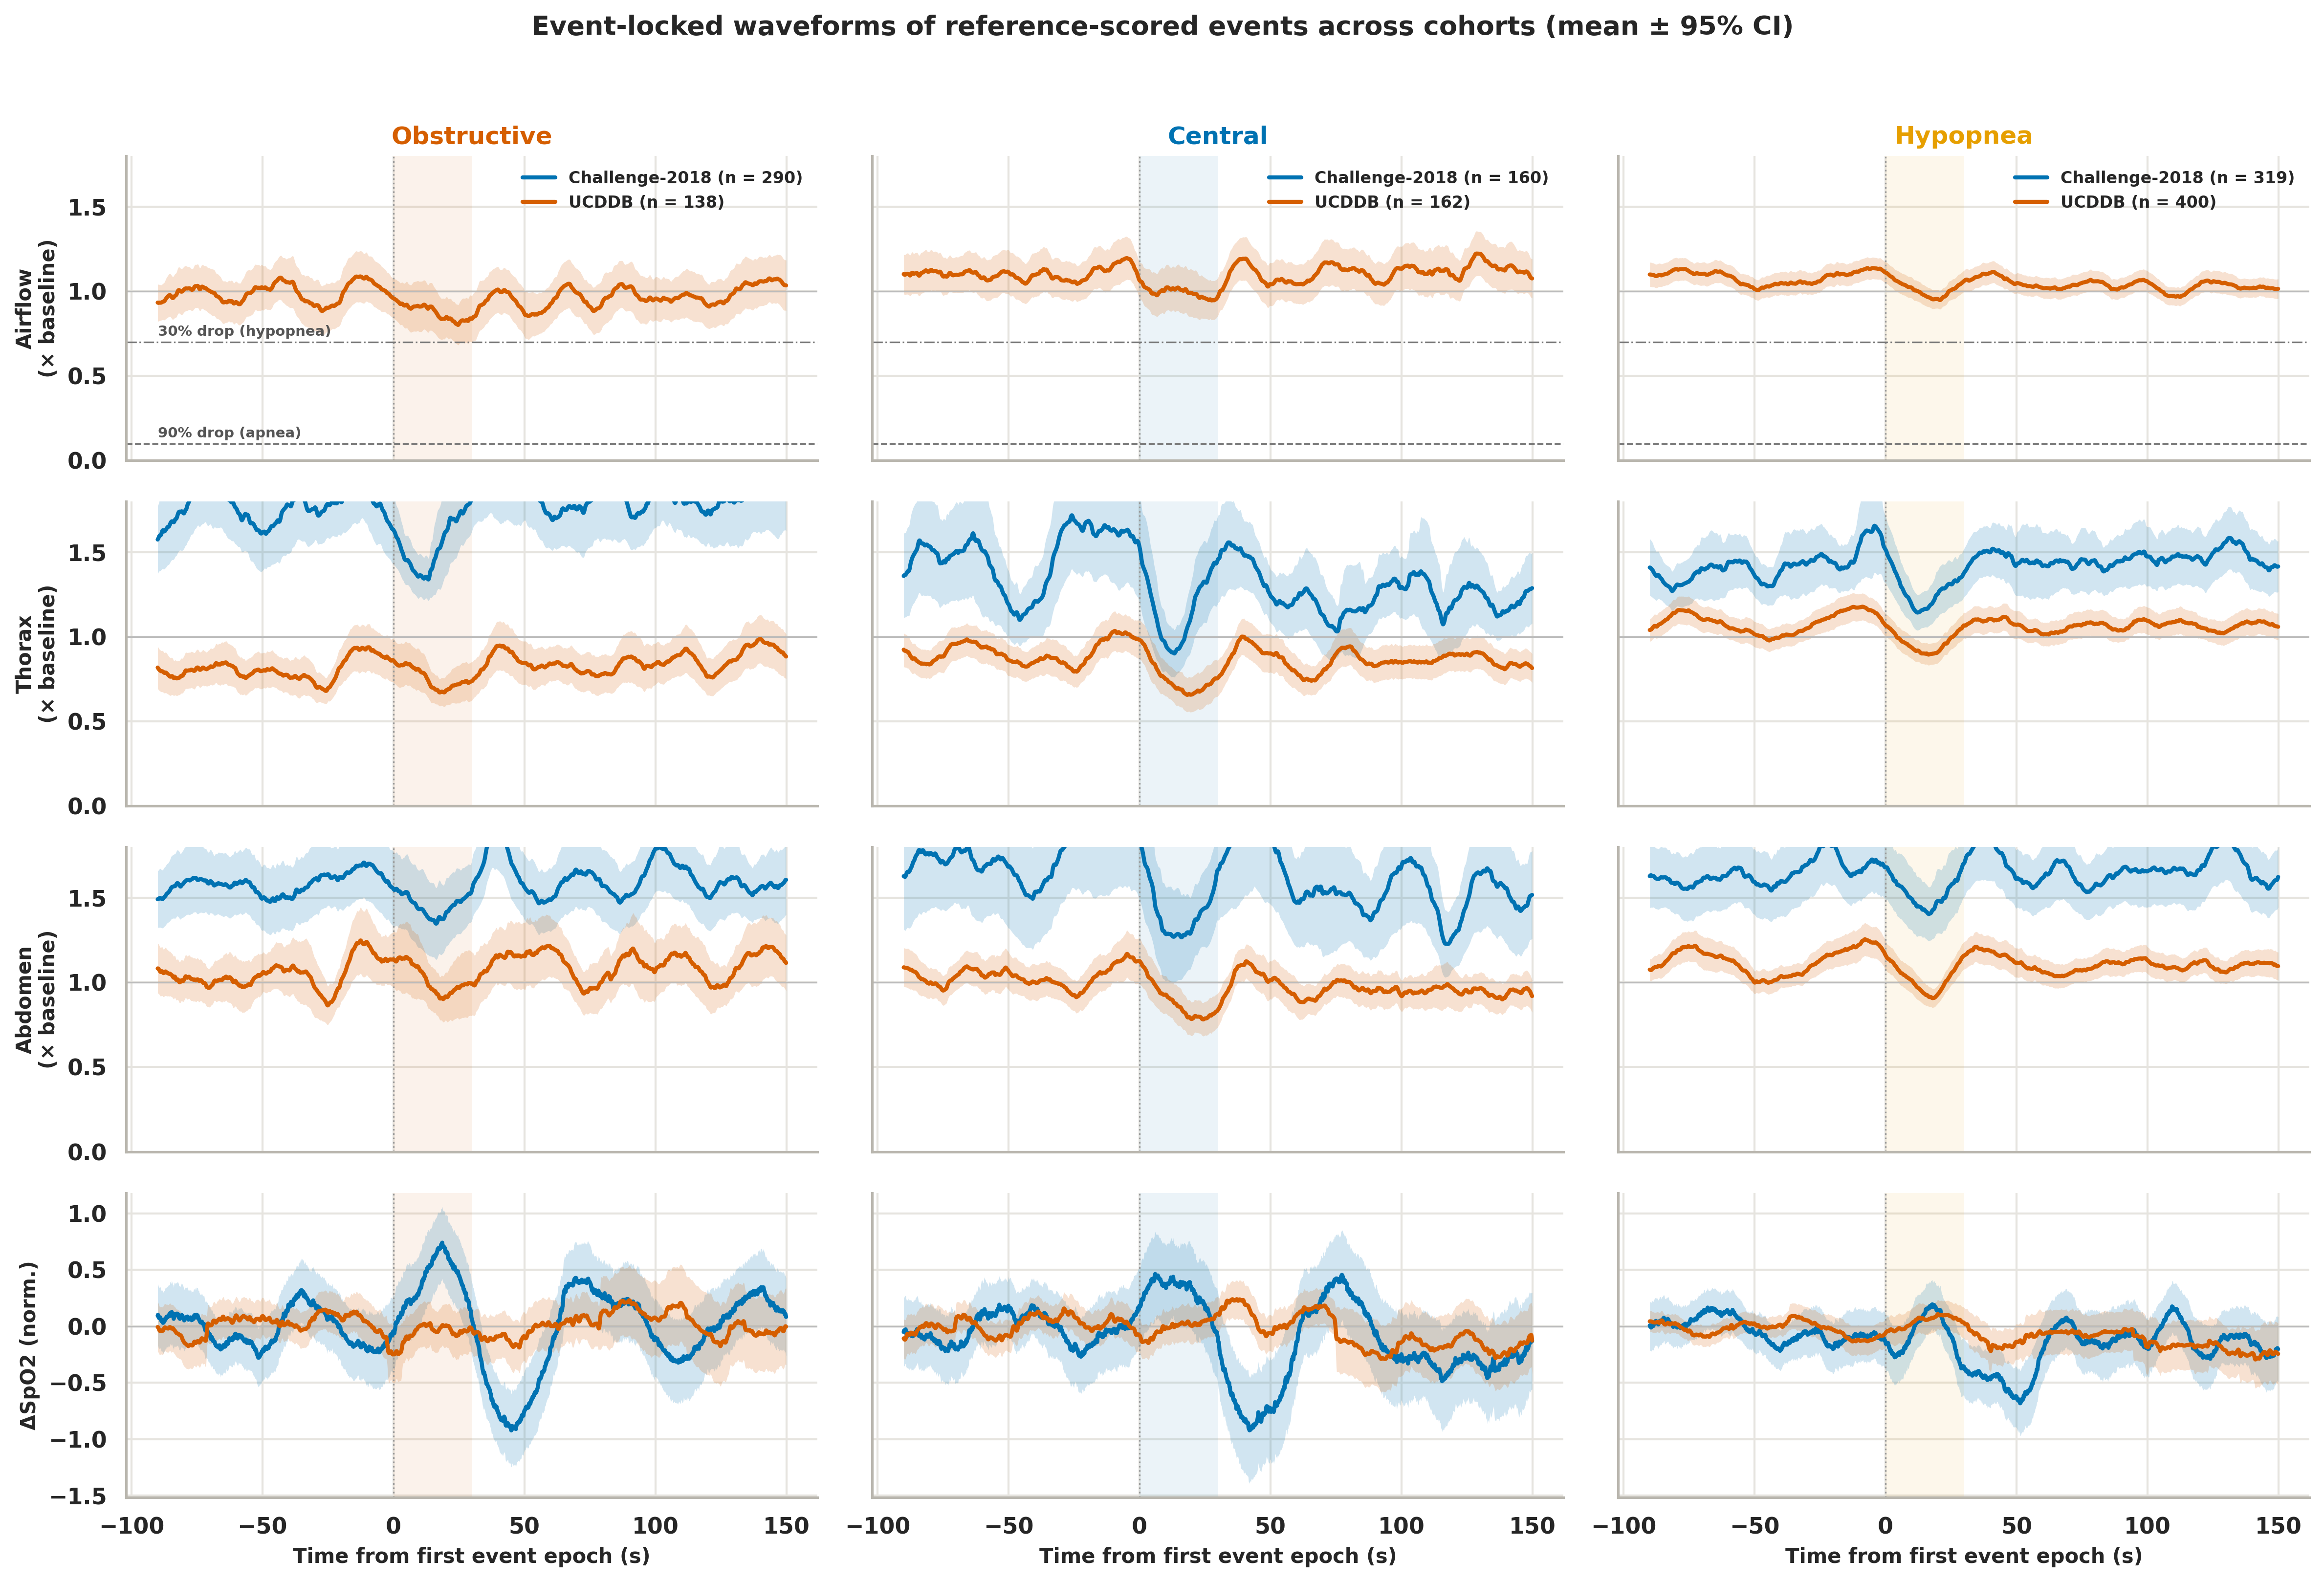 Event-locked waveforms of reference-scored events across cohorts (mean ± 95% CI)
Obstructive
Central
Hypopnea
Challenge-2018 (n = 290)
UCDDB (n = 138)
Challenge-2018 (n = 160)
UCDDB (n = 162)
Challenge-2018 (n = 319)
UCDDB (n = 400)
Airflow
(× baseline)
1.5
1.0
0.5
0.0
30% drop (hypopnea)
90% drop (apnea)
Thorax
(× baseline)
1.5
1.0
0.5
0.0
Abdomen
(× baseline)
1.5
1.0
0.5
0.0
ΔSpO2 (norm.)
1.0
0.5
0.0
−0.5
−1.0
−1.5
−100 −50 0 50 100 150
−100 −50 0 50 100 150
−100 −50 0 50 100 150
Time from first event epoch (s)
Time from first event epoch (s)
Time from first event epoch (s)